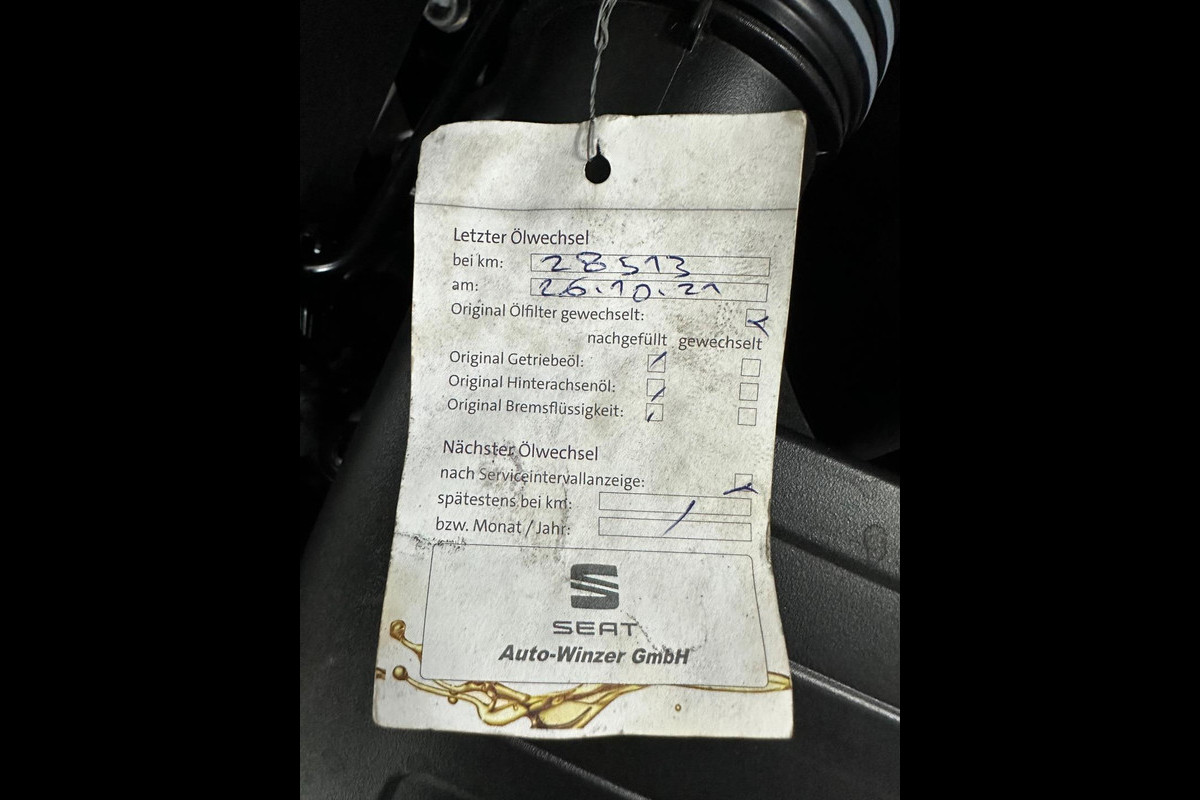 Letzter Ölwechsel
bei km: 28513
am: 26.10.21
Original Ölfilter gewechselt:
nachgefüllt gewechselt
Original Getriebeöl:
Original Hinterachsenöl:
Original Bremsflüssigkeit:
Nächster Ölwechsel
nach Serviceintervallanzeige:
spätestens bei km:
bzw. Monat / Jahr:
SEAT
Auto-Winzer GmbH